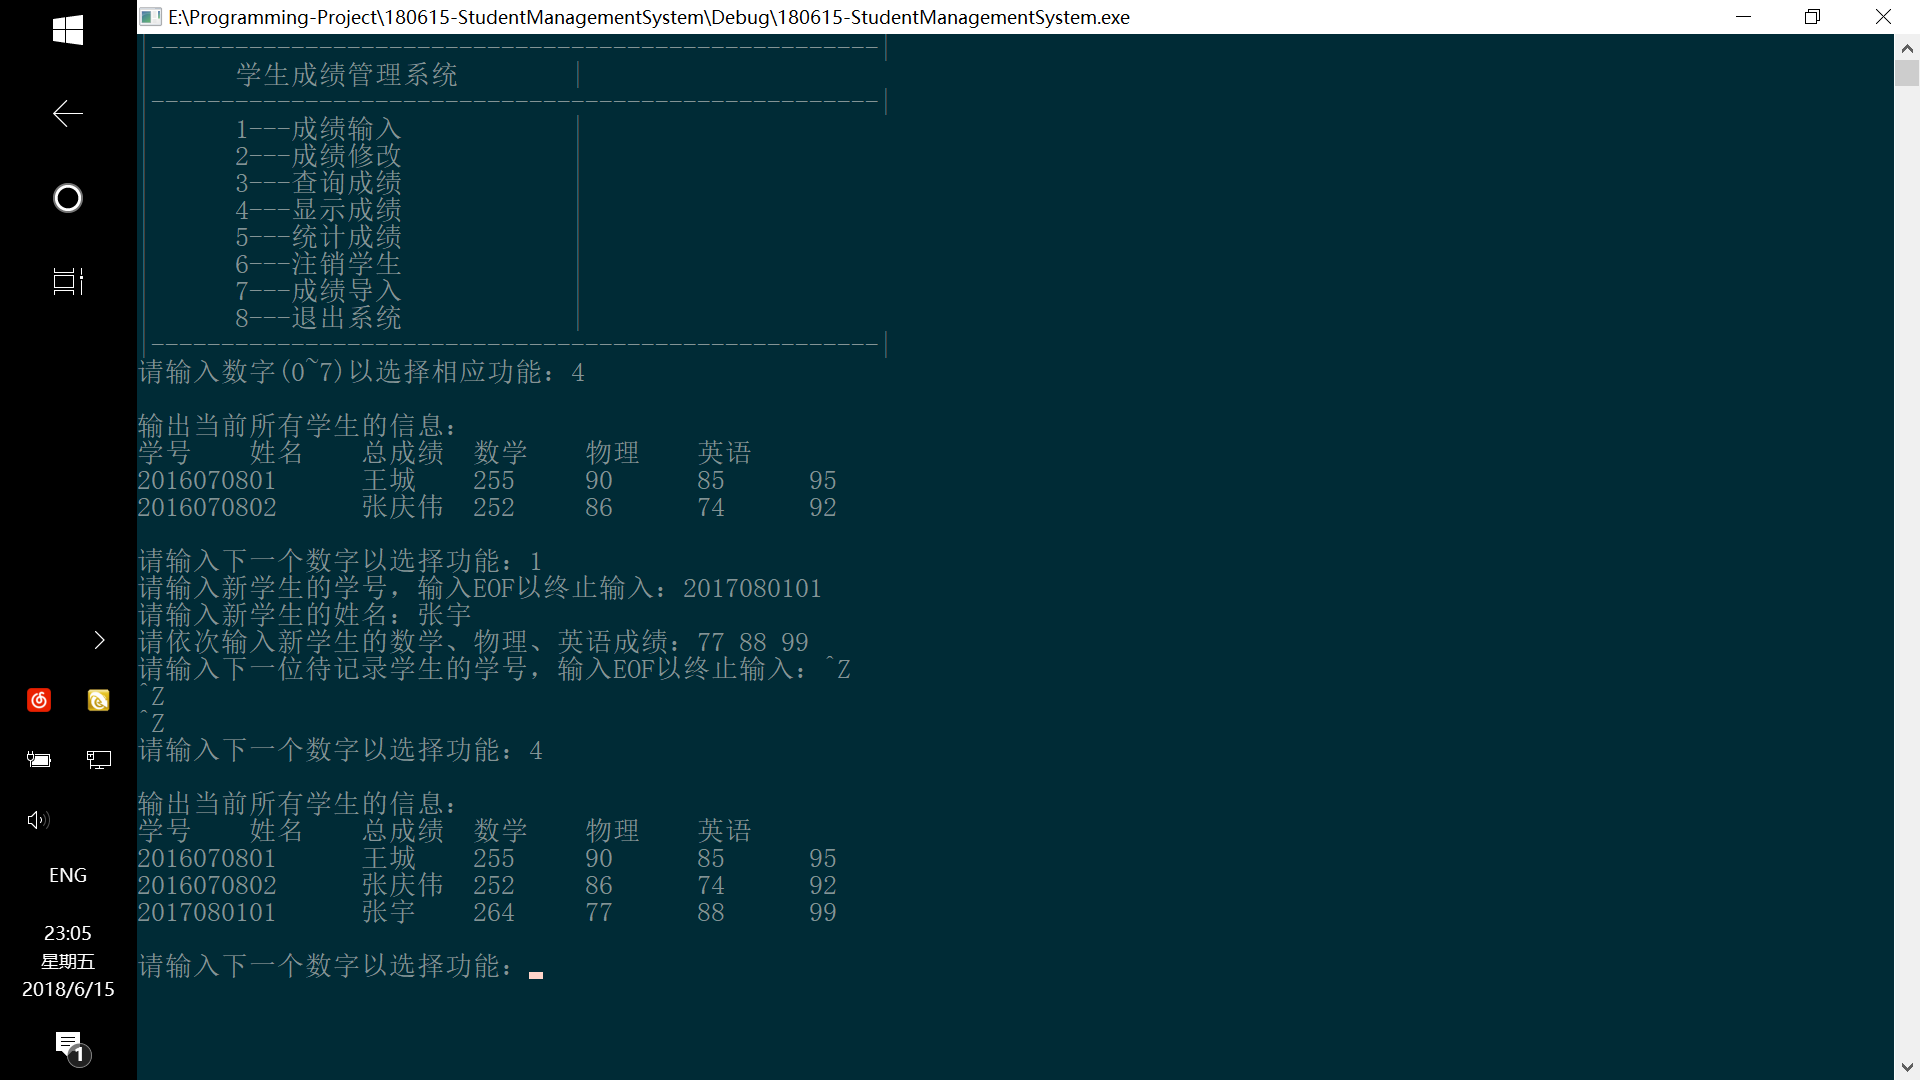 E:\Programming-Project\180615-StudentManagementSystem\Debug\180615-StudentManagementSystem.exe
|----------------------------------------------------|
学生成绩管理系统 |
|----------------------------------------------------|
1---成绩输入 |
2---成绩修改 |
3---查询成绩 |
4---显示成绩 |
5---统计成绩 |
6---注销学生 |
7---成绩导入 |
8---退出系统 |
|----------------------------------------------------|
请输入数字(0~7)以选择相应功能：4
输出当前所有学生的信息：
学号 姓名 总成绩 数学 物理 英语
2016070801 王城 255 90 85 95
2016070802 张庆伟 252 86 74 92
请输入下一个数字以选择功能：1
请输入新学生的学号，输入EOF以终止输入：2017080101
请输入新学生的姓名：张宇
请依次输入新学生的数学、物理、英语成绩：77 88 99
请输入下一位待记录学生的学号，输入EOF以终止输入：^Z
^Z
^Z
请输入下一个数字以选择功能：4
输出当前所有学生的信息：
学号 姓名 总成绩 数学 物理 英语
2016070801 王城 255 90 85 95
2016070802 张庆伟 252 86 74 92
2017080101 张宇 264 77 88 99
请输入下一个数字以选择功能：
ENG
23:05
星期五
2018/6/15
1